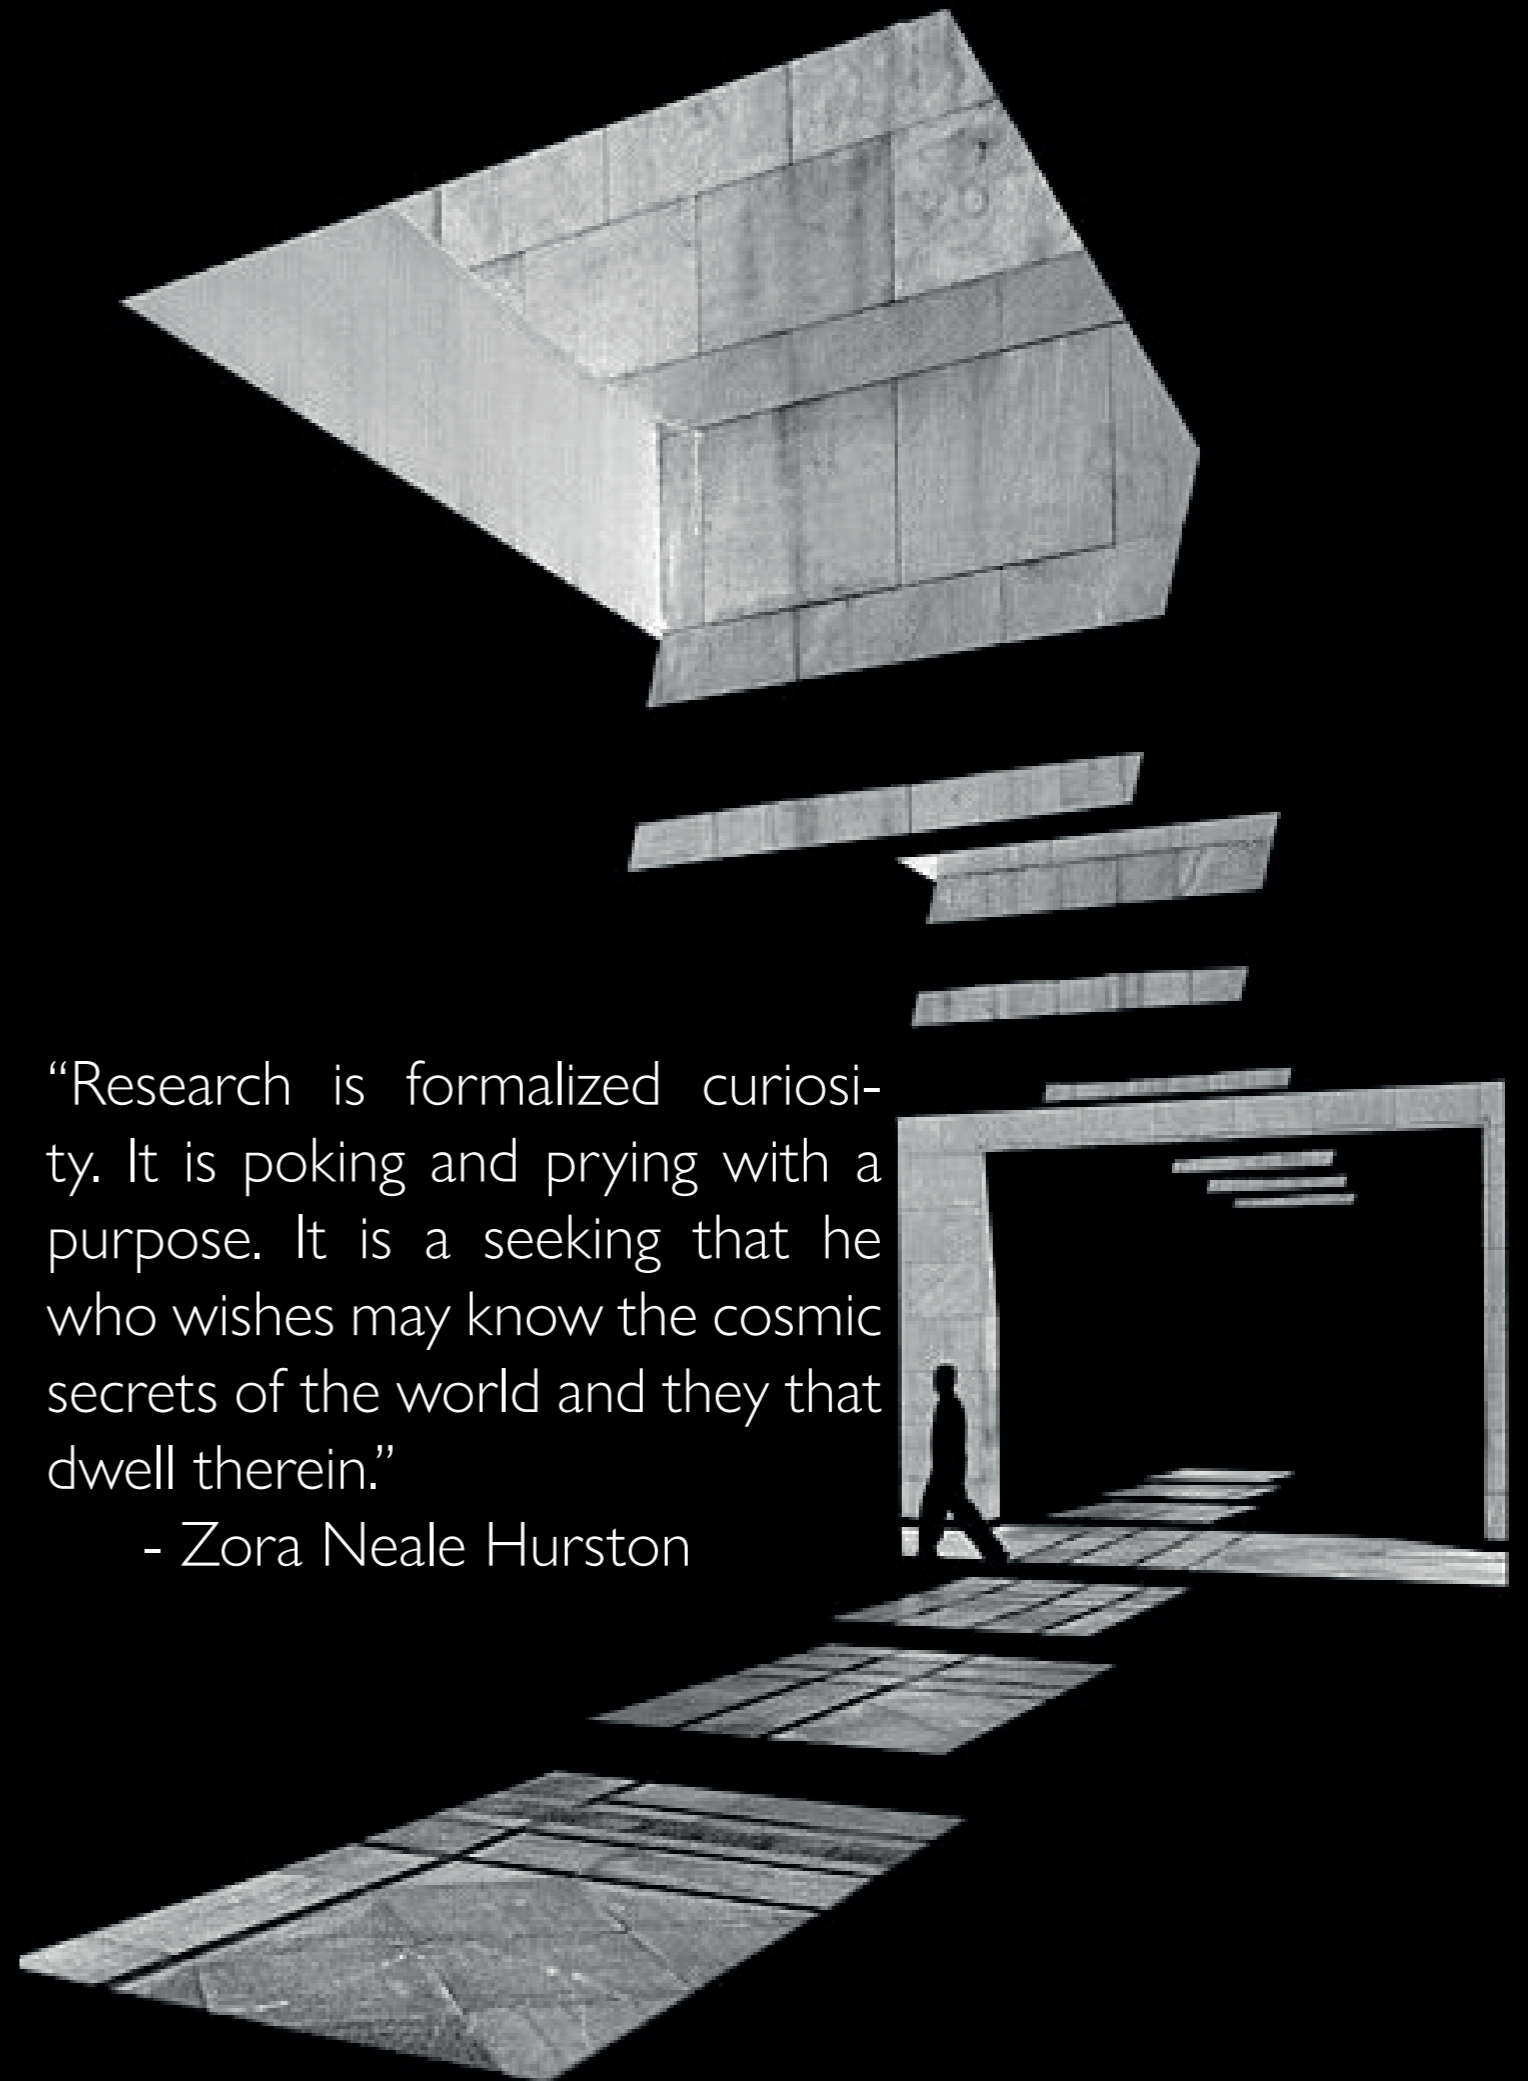 “Research is formalized curiosi-
ty. It is poking and prying with a
purpose. It is a seeking that he
who wishes may know the cosmic
secrets of the world and they that
dwell therein.”
- Zora Neale Hurston